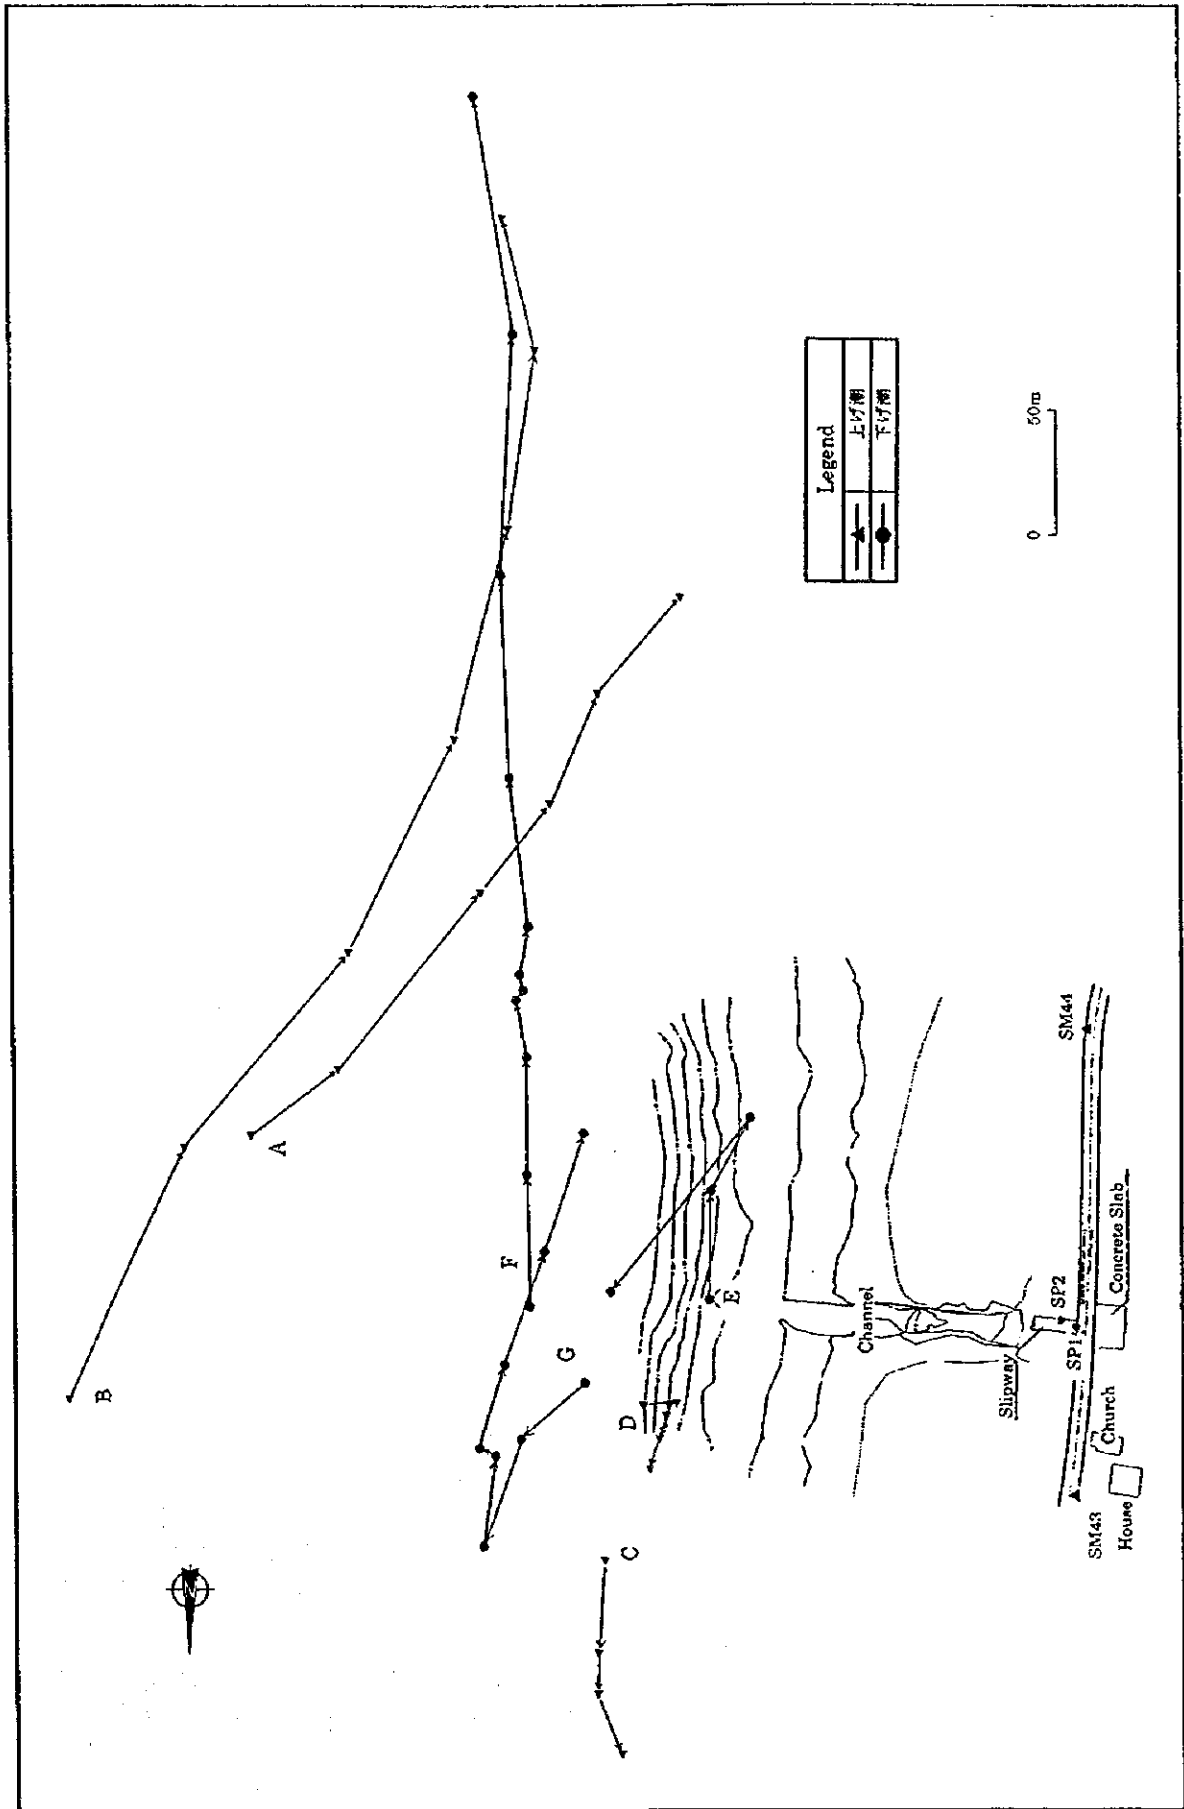 B
A
F
G
D
E
C
Legend
上げ潮
下げ潮
0 50m
Channel
Slipway
SP1
SP2
SM44
Concrete Slab
Church
SM43
House
N